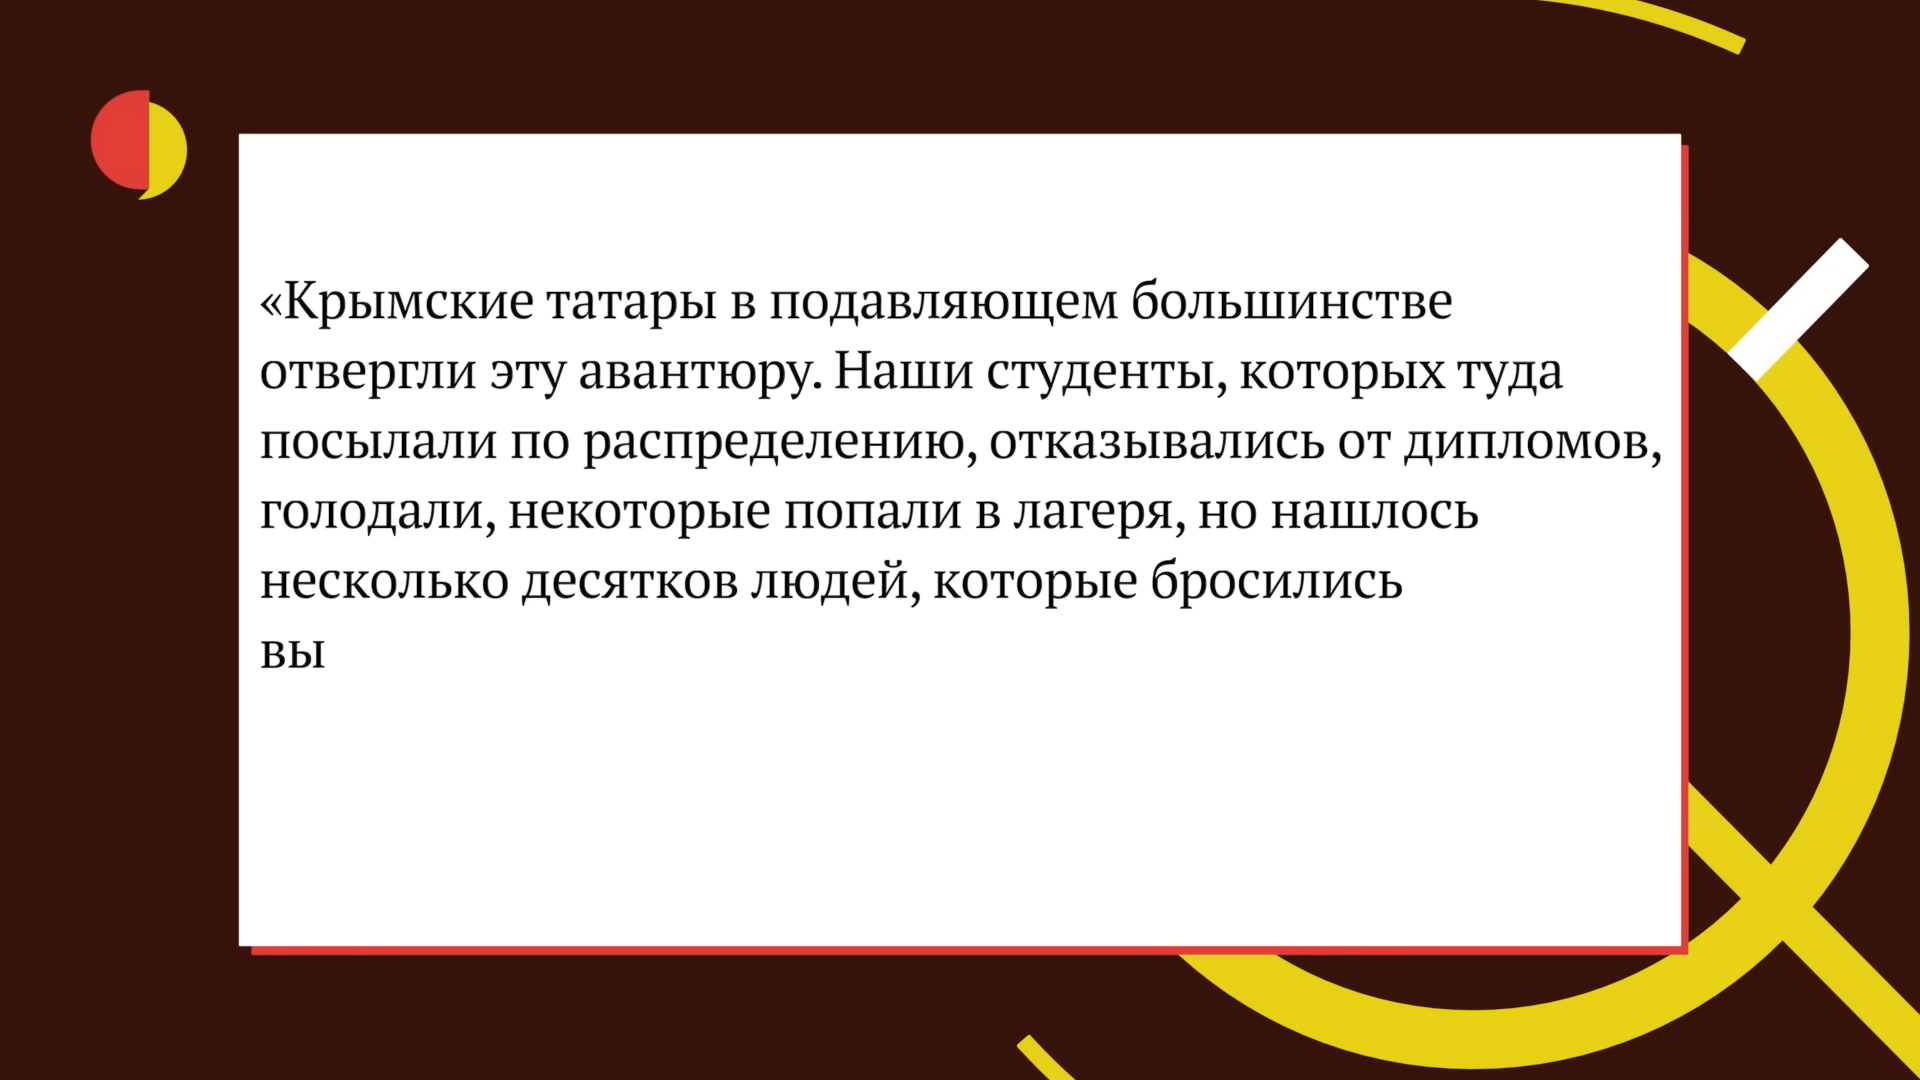 «Крымские татары в подавляющем большинстве
отвергли эту авантюру. Наши студенты, которых туда
посылали по распределению, отказывались от дипломов,
голодали, некоторые попали в лагеря, но нашлось
несколько десятков людей, которые бросились
вы